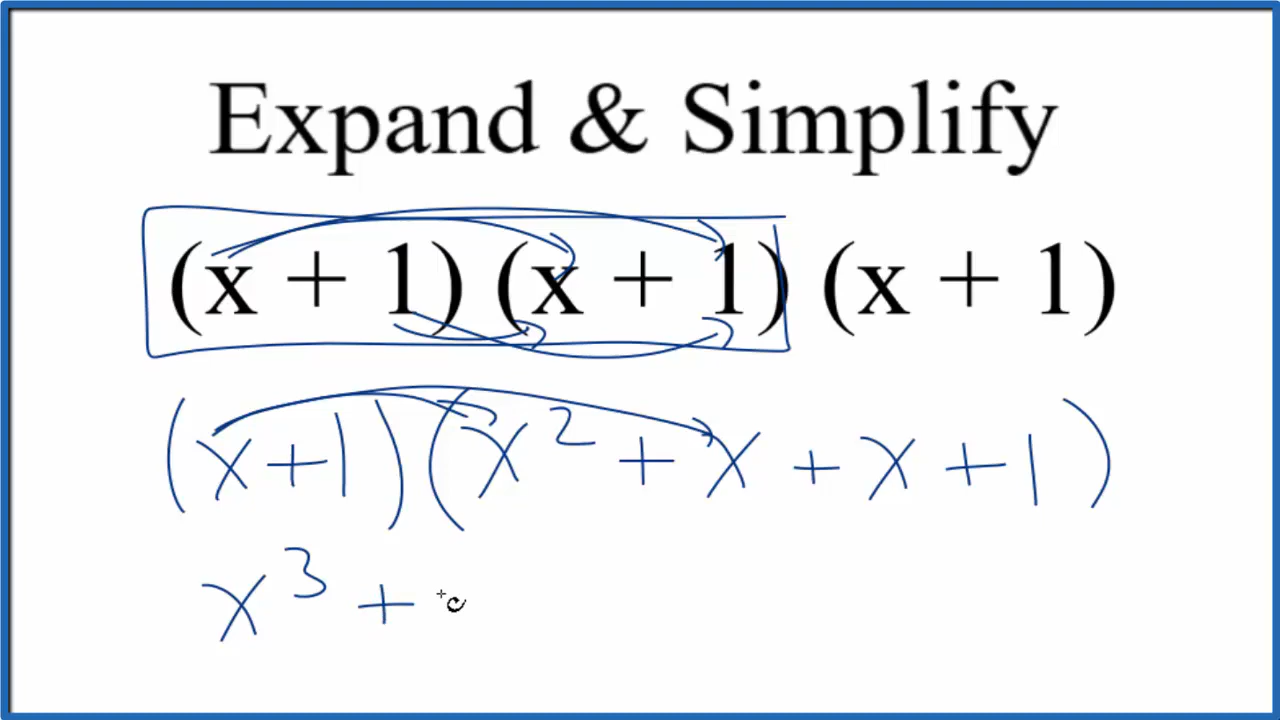 Expand & Simplify
(x + 1) (x + 1) (x + 1)
(x+1)(x² + x + x + 1)
x³ +